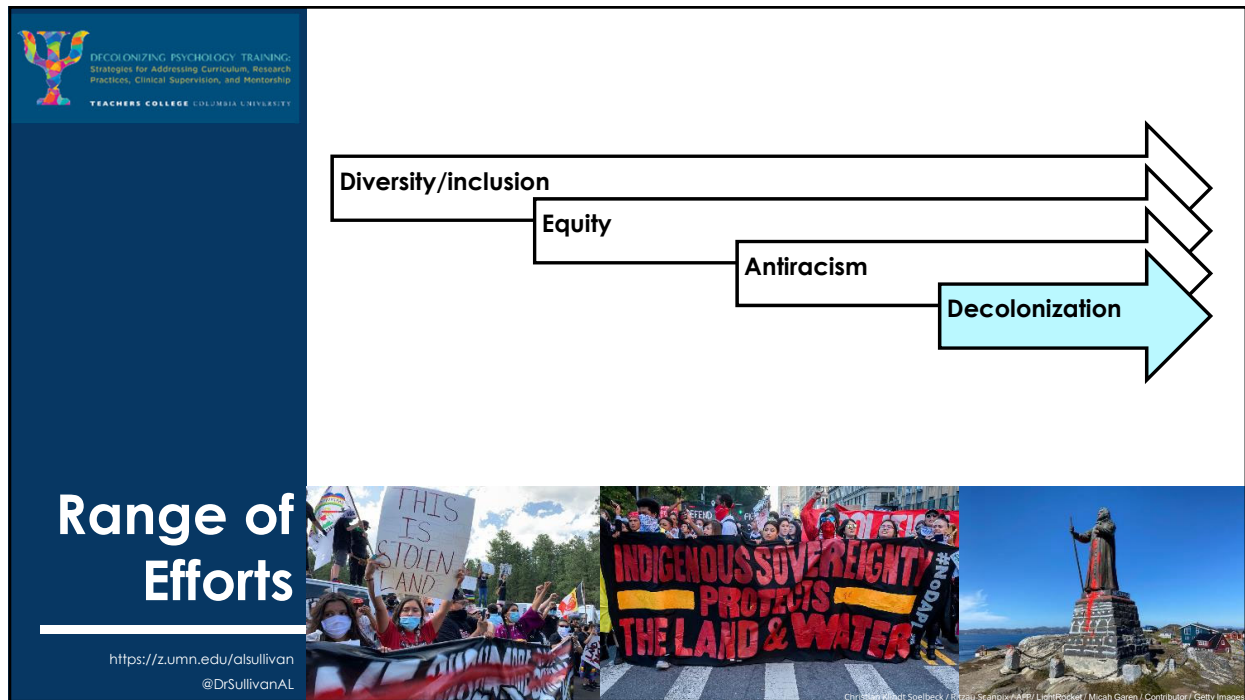 DECOLONIZING PSYCHOLOGY TRAINING:
Strategies for Addressing Curriculum, Research
Practices, Clinical Supervision, and Mentorship
TEACHERS COLLEGE COLUMBIA UNIVERSITY
Diversity/inclusion
Equity
Antiracism
Decolonization
Range of
Efforts
https://z.umn.edu/alsullivan
@DrSullivanAL
THIS
IS
STOLEN
LAND
DEFEND
INDIGENOUS SOVEREIGNTY
PROTECTS
THE LAND & WATER
#NoDAPL
Christian Klindt Soelbeck / Ritzau Scanpix / AFP/ LightRocket / Micah Garen / Contributor / Getty Images